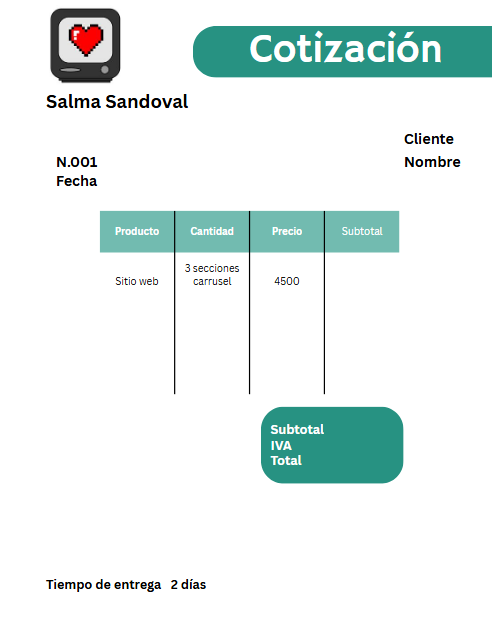 Cotización
Salma Sandoval
Cliente
N.001
Nombre
Fecha
Producto Cantidad Precio Subtotal
3 secciones
Sitio web carrusel 4500
Subtotal
IVA
Total
Tiempo de entrega 2 días